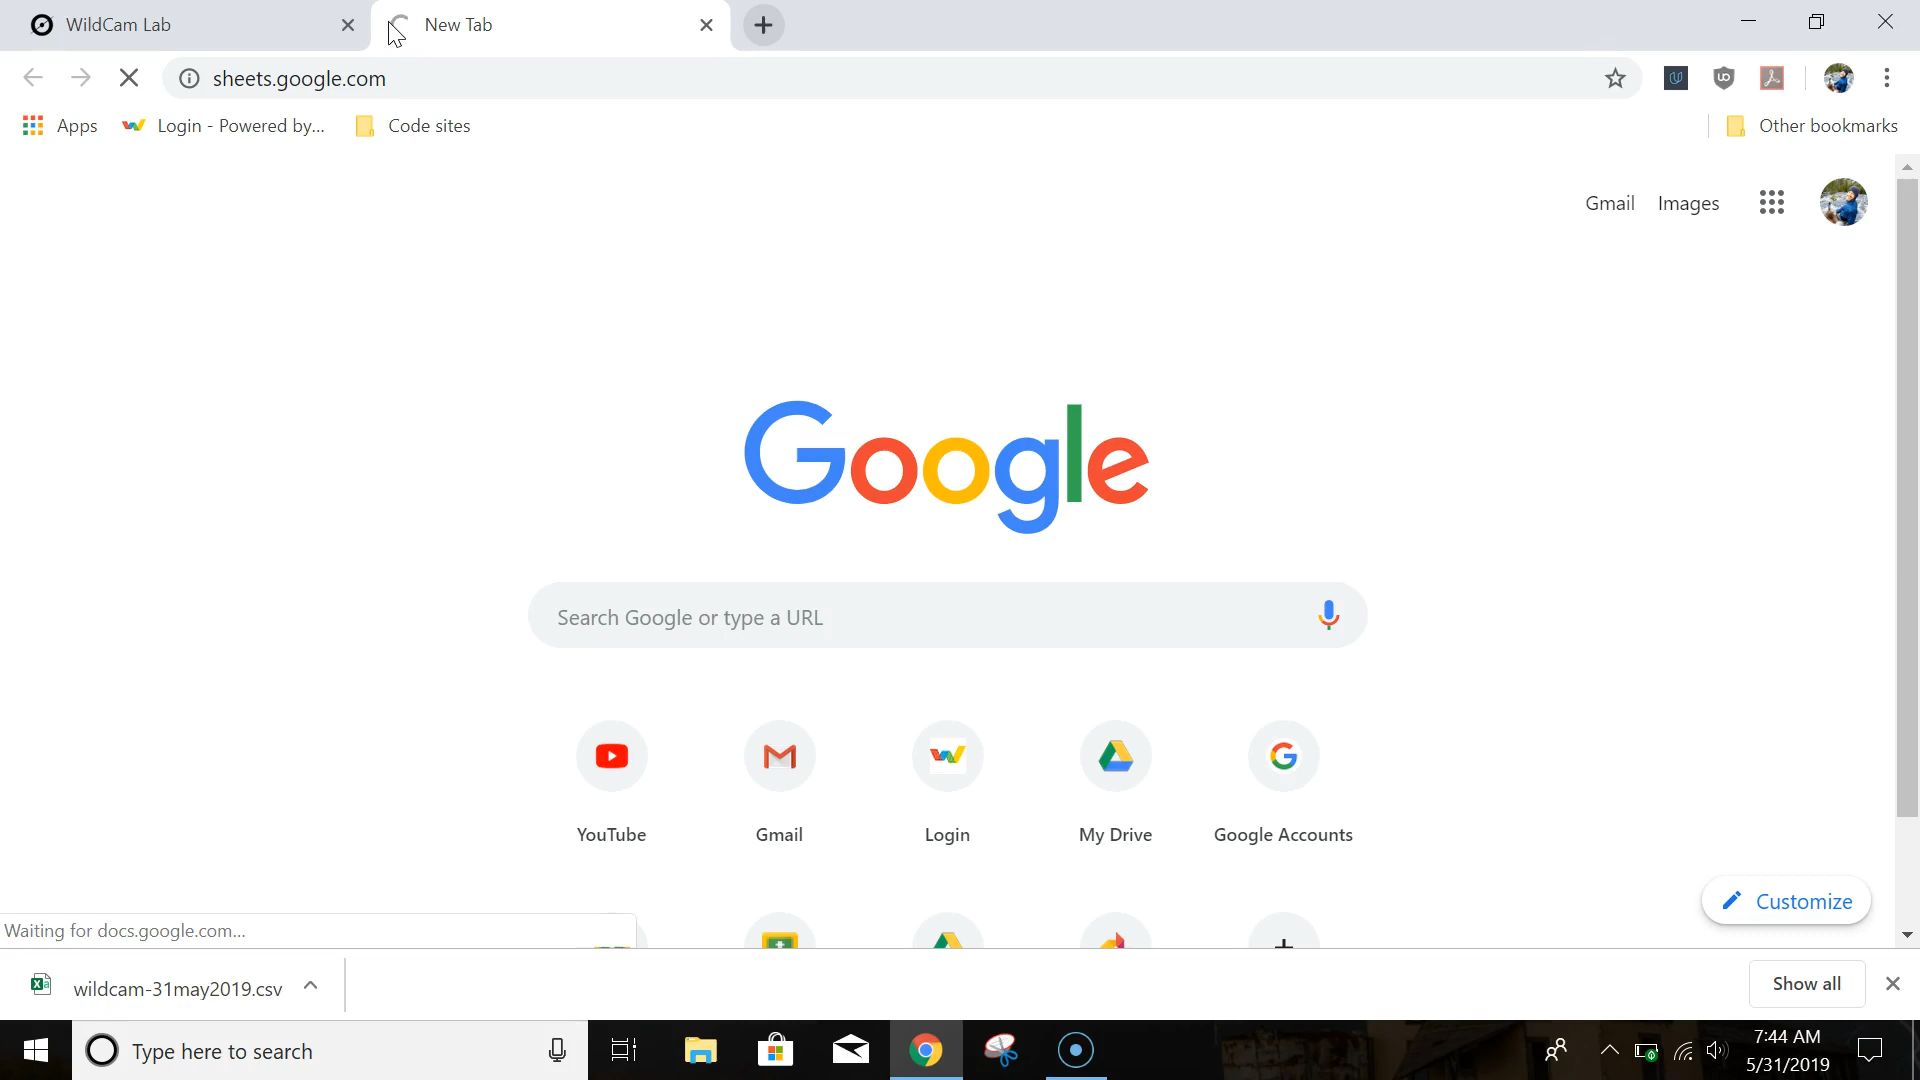 WildCam Lab
New Tab
sheets.google.com
Apps
Login - Powered by...
Code sites
Other bookmarks
Gmail
Images
Google
Search Google or type a URL
YouTube
Gmail
Login
My Drive
Google Accounts
Customize
Waiting for docs.google.com...
wildcam-31may2019.csv
Show all
Type here to search
7:44 AM
5/31/2019